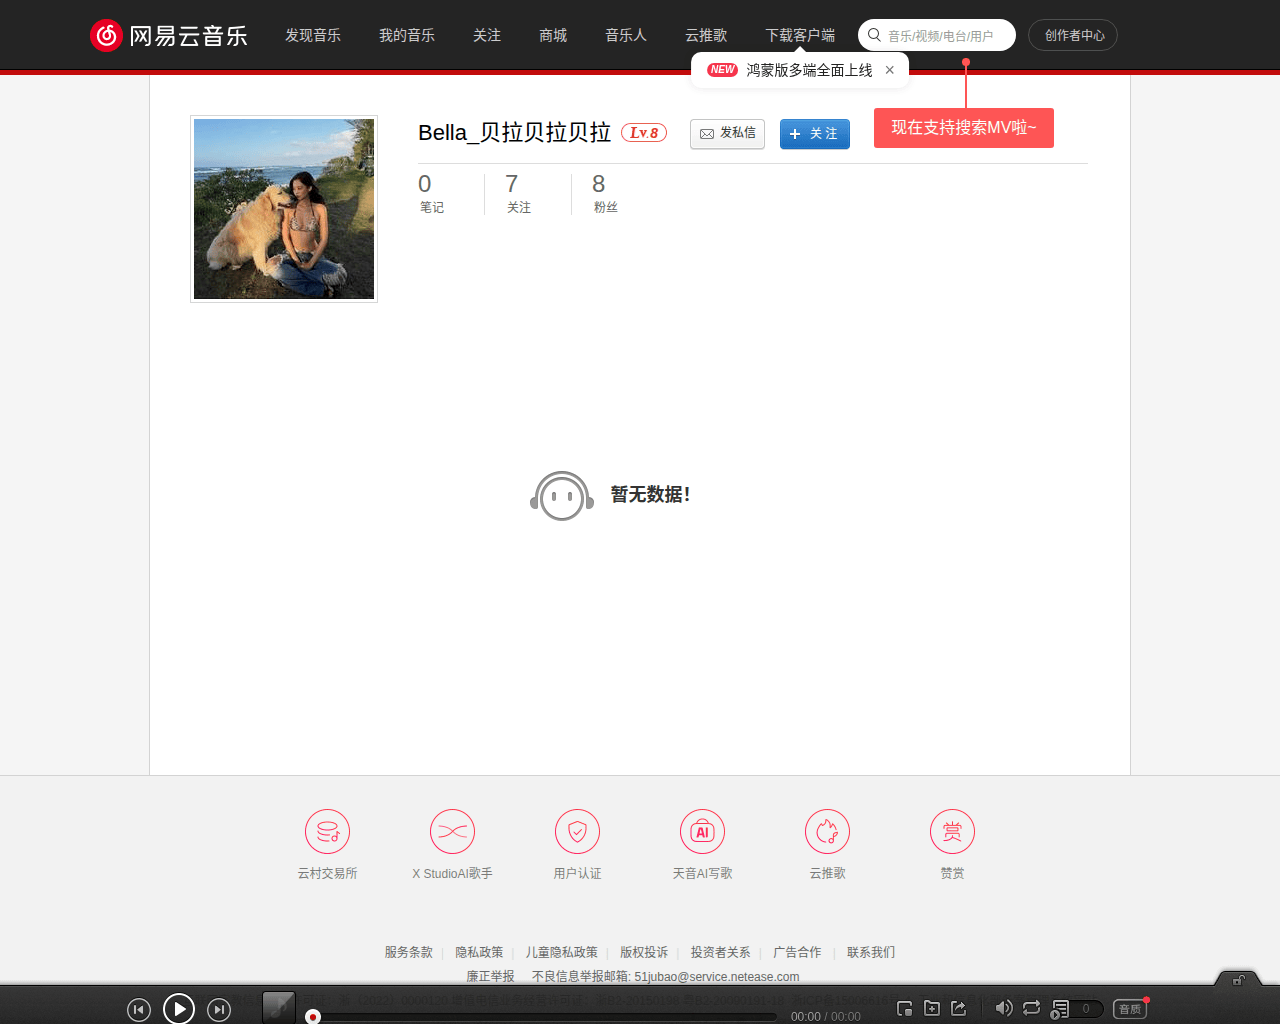 网易云音乐 发现音乐 我的音乐 关注 商城 音乐人 云推歌 下载客户端 音乐/视频/电台/用户 创作者中心
NEW 鸿蒙版多端全面上线 ×
现在支持搜索MV啦~
Bella_贝拉贝拉贝拉 Lv.8 发私信 关注
0 7 8
笔记 关注 粉丝
暂无数据！
云村交易所 X StudioAI歌手 用户认证 天音AI写歌 云推歌 赞赏
服务条款 | 隐私政策 | 儿童隐私政策 | 版权投诉 | 投资者关系 | 广告合作 | 联系我们
廉正举报 不良信息举报邮箱: 51jubao@service.netease.com
00:00 / 00:00 0 音质